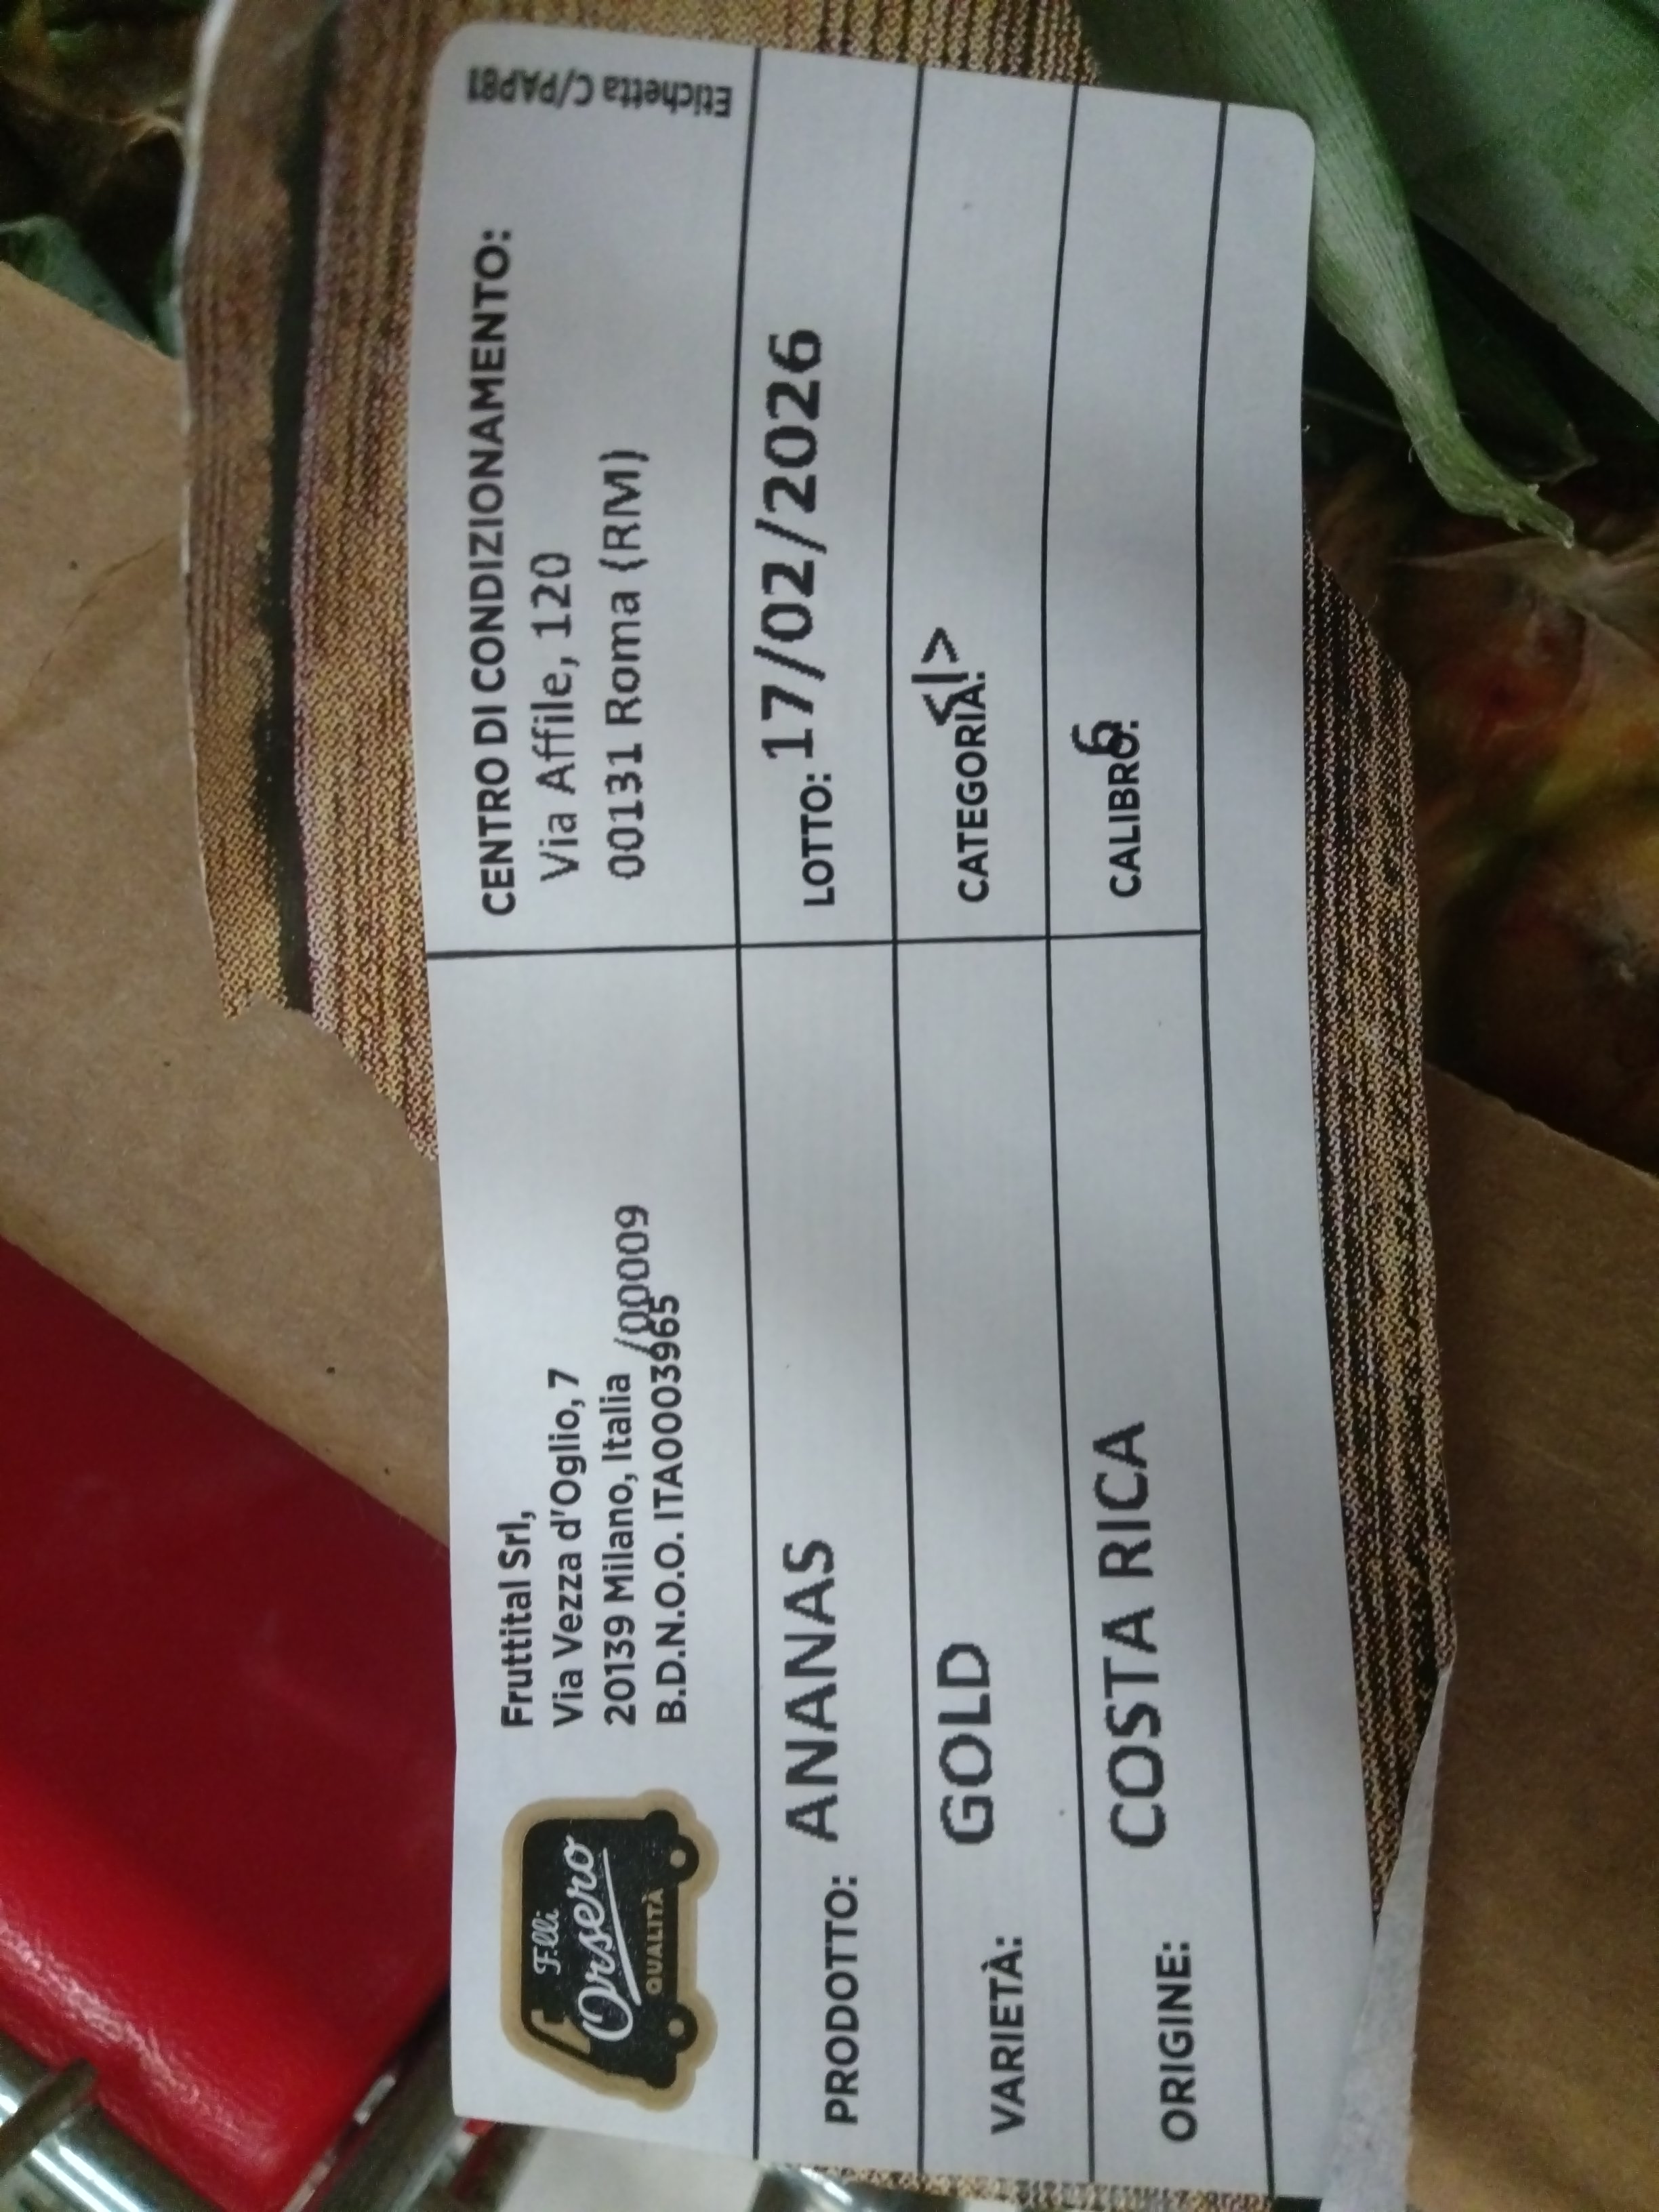 F.lli
Orsero
QUALITÀ
Fruttital Srl,
Via Vezza d'Oglio, 7
20139 Milano, Italia
/00009
B.D.N.O.O. ITA0003965
CENTRO DI CONDIZIONAMENTO:
Via Affile, 120
00131 Roma (RM)
Etichetta C/PAP81
PRODOTTO: ANANAS
LOTTO: 17/02/2026
VARIETÀ: GOLD
CATEGORIA: <I>
ORIGINE: COSTA RICA
CALIBRO: 6